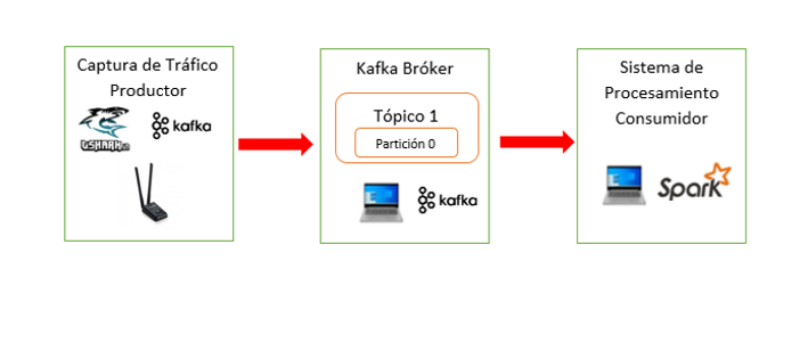 Captura de Tráfico
Productor
kafka
Kafka Bróker
Tópico 1
Partición 0
kafka
Sistema de
Procesamiento
Consumidor
Spark